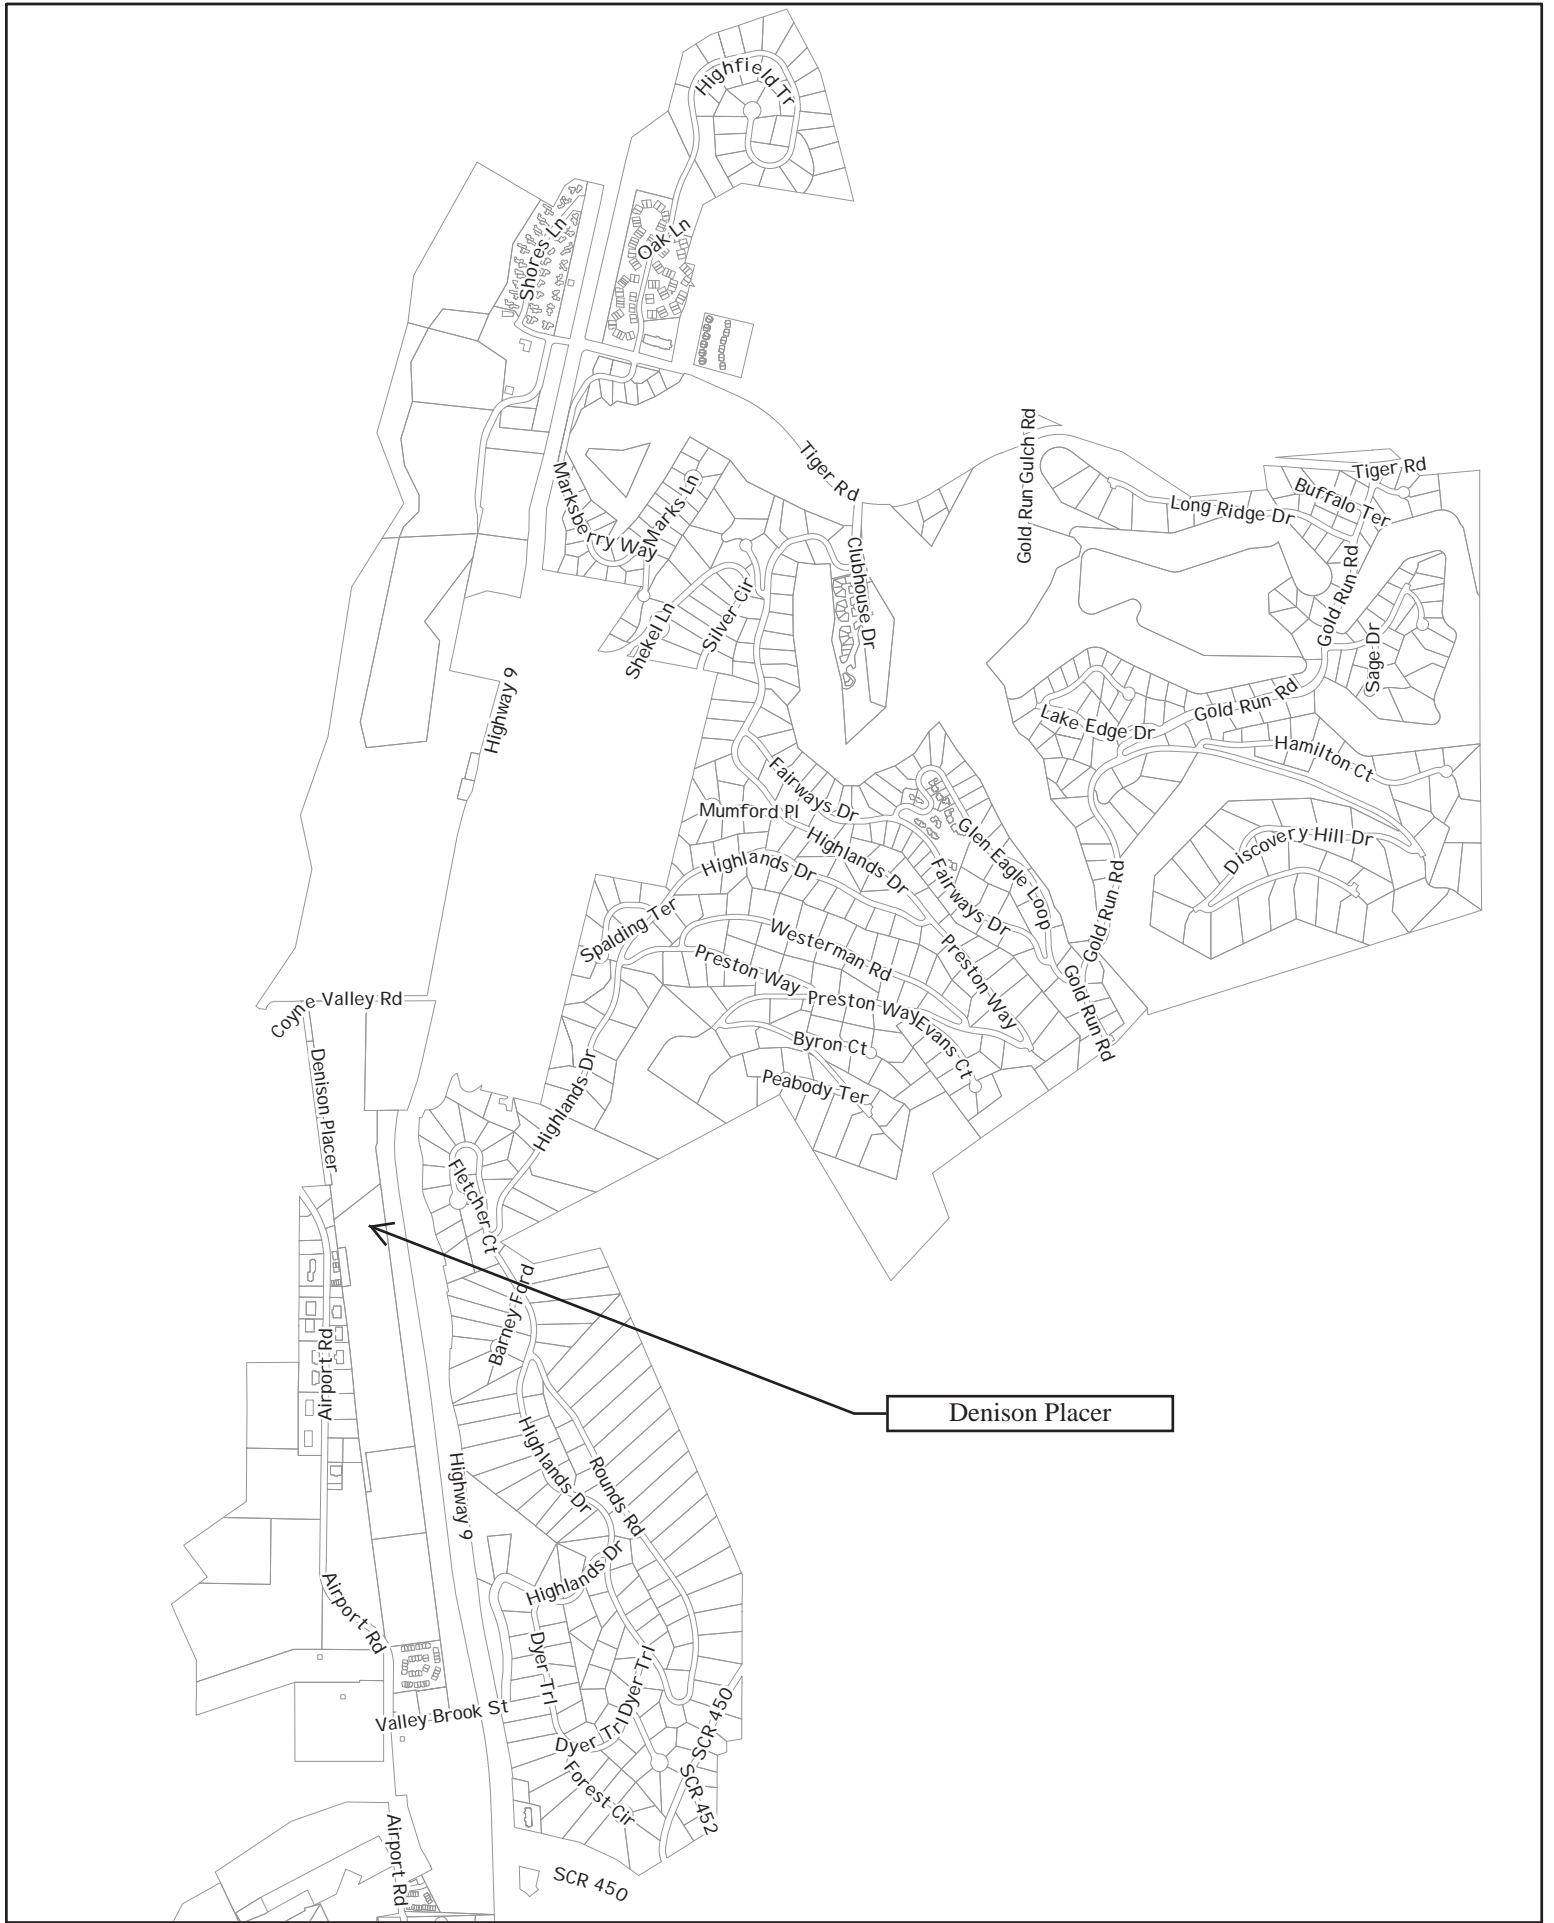 Highfield Tr
Shores Ln
Oak Ln
Tiger Rd
Gold Run Gulch Rd
Tiger Rd
Long Ridge Dr
Buffalo Ter
Marksberry Way
Marks Ln
Clubhouse Dr
Shekel Ln
Silver Cir
Gold Run Rd
Sage Dr
Highway 9
Lake Edge Dr
Gold Run Rd
Hamilton Ct
Fairways Dr
Mumford Pl
Highlands Dr
Highlands Dr
Glen Eagle Loop
Discovery Hill Dr
Fairways Dr
Gold Run Rd
Spalding Ter
Westerman Rd
Preston Way
Preston Way
Preston Way
Gold Run Rd
Coyne Valley Rd
Evans Ct
Byron Ct
Peabody Ter
Denison Placer
Highlands Dr
Fletcher Ct
Barney Ford
Airport Rd
Denison Placer
Highlands Dr
Rounds Rd
Highway 9
Highlands Dr
Airport Rd
Dyer Trl
Dyer Trl
Dyer Trl
Valley Brook St
SCR 450
Forest Cir
SCR 452
Airport Rd
SCR 450